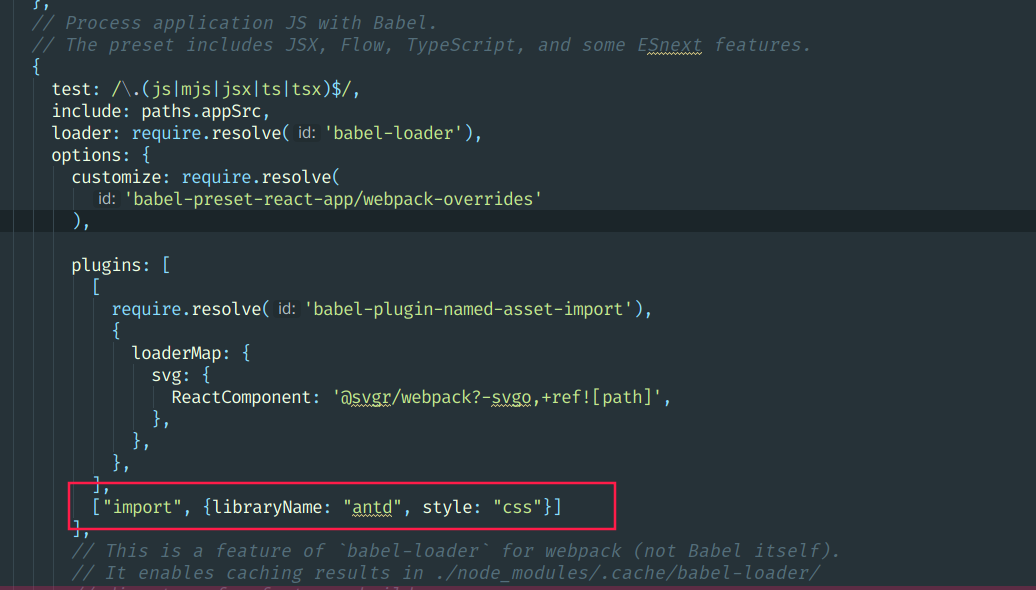 },
// Process application JS with Babel.
// The preset includes JSX, Flow, TypeScript, and some ESnext features.
{
test: /\.(js|mjs|jsx|ts|tsx)$/,
include: paths.appSrc,
loader: require.resolve( id: 'babel-loader'),
options: {
customize: require.resolve(
id: 'babel-preset-react-app/webpack-overrides'
),
plugins: [
[
require.resolve( id: 'babel-plugin-named-asset-import'),
{
loaderMap: {
svg: {
ReactComponent: '@svgr/webpack?-svgo,+ref![path]',
},
},
},
],
["import", {libraryName: "antd", style: "css"}]
],
// This is a feature of `babel-loader` for webpack (not Babel itself).
// It enables caching results in ./node_modules/.cache/babel-loader/